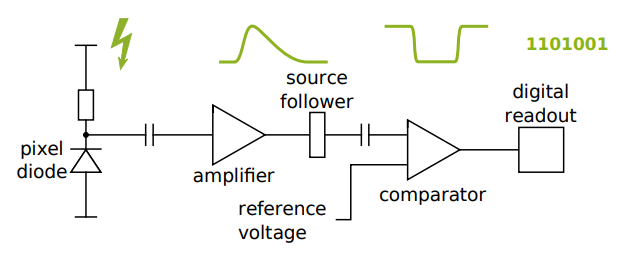 1101001
source
follower
digital
readout
pixel
diode
amplifier
comparator
reference
voltage